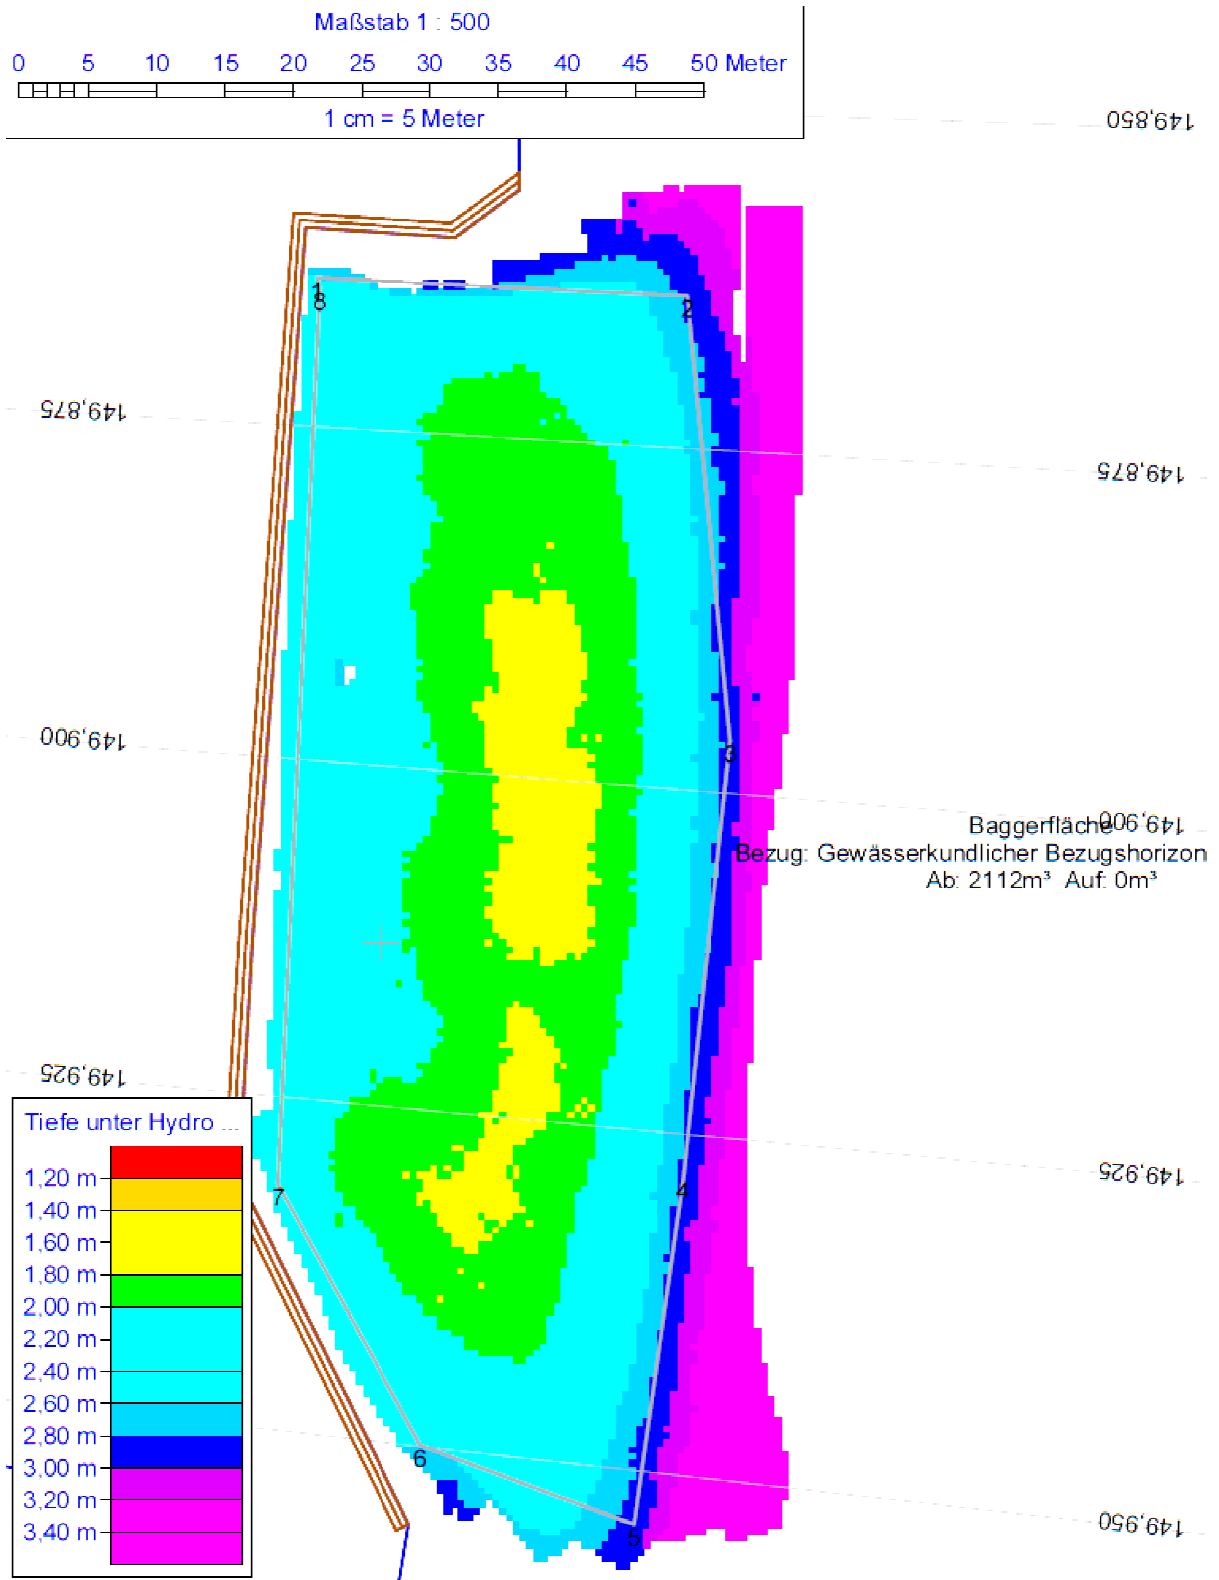 Maßstab 1 : 500
0 5 10 15 20 25 30 35 40 45 50 Meter
1 cm = 5 Meter
149,850
1
8
2
149,875
149,875
149,900
3
149,900
Baggerfläche
Bezug: Gewässerkundlicher Bezugshorizon
Ab: 2112m³ Auf: 0m³
149,925
149,925
4
7
6
5
149,950
Tiefe unter Hydro ...
1,20 m
1,40 m
1,60 m
1,80 m
2,00 m
2,20 m
2,40 m
2,60 m
2,80 m
3,00 m
3,20 m
3,40 m